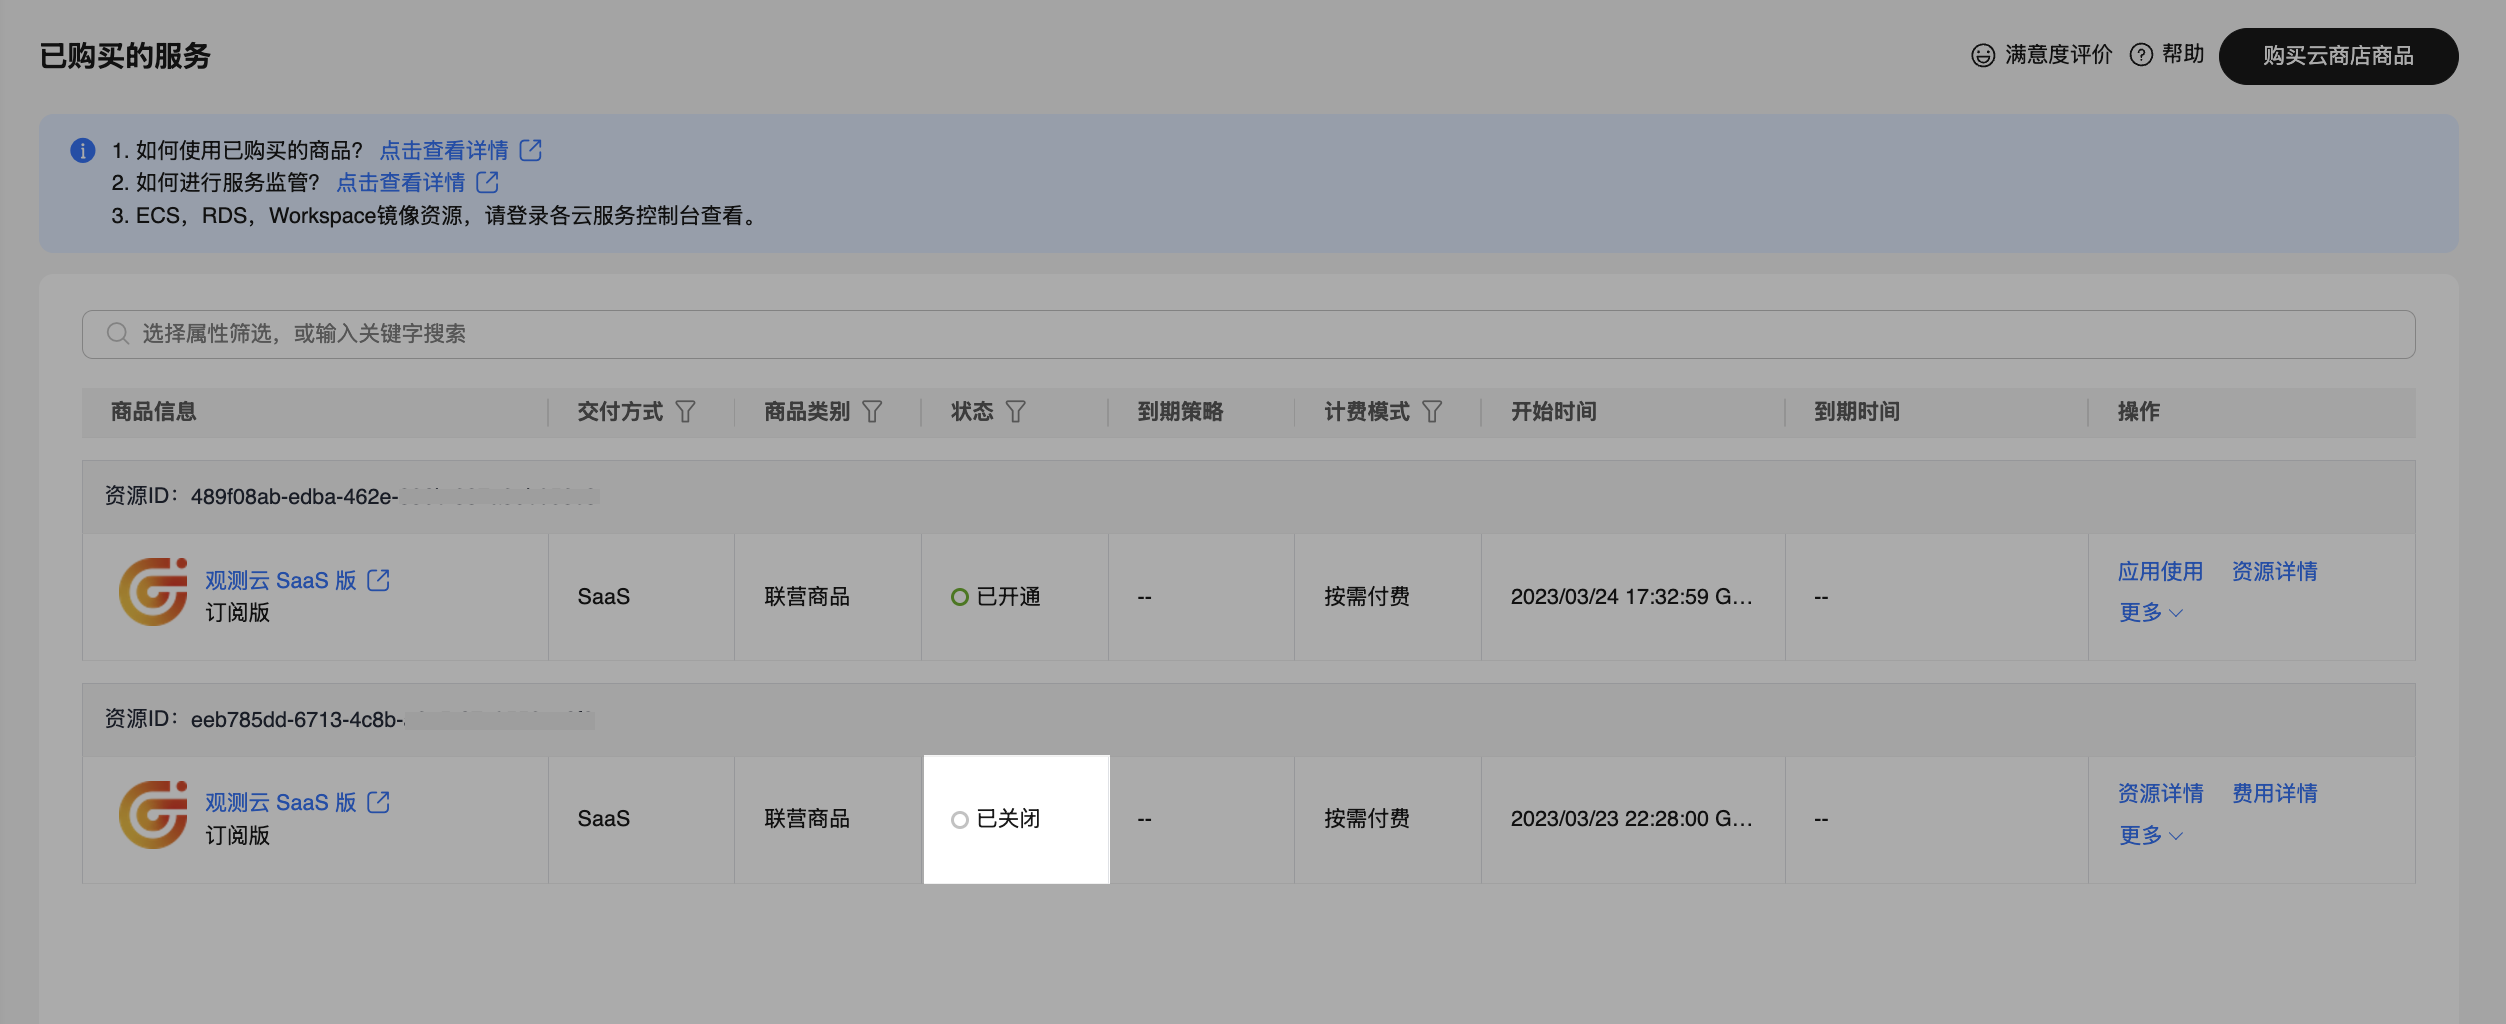 已购买的服务
满意度评价 帮助 购买云商店商品
1. 如何使用已购买的商品？ 点击查看详情
2. 如何进行服务监管？ 点击查看详情
3. ECS，RDS，Workspace镜像资源，请登录各云服务控制台查看。
选择属性筛选，或输入关键字搜索
商品信息 交付方式 商品类别 状态 到期策略 计费模式 开始时间 到期时间 操作
资源ID：489f08ab-edba-462e-
观测云 SaaS 版
订阅版
SaaS 联营商品 已开通 -- 按需付费 2023/03/24 17:32:59 G... --
应用使用 资源详情
更多
资源ID：eeb785dd-6713-4c8b-
观测云 SaaS 版
订阅版
SaaS 联营商品 已关闭 -- 按需付费 2023/03/23 22:28:00 G... --
资源详情 费用详情
更多